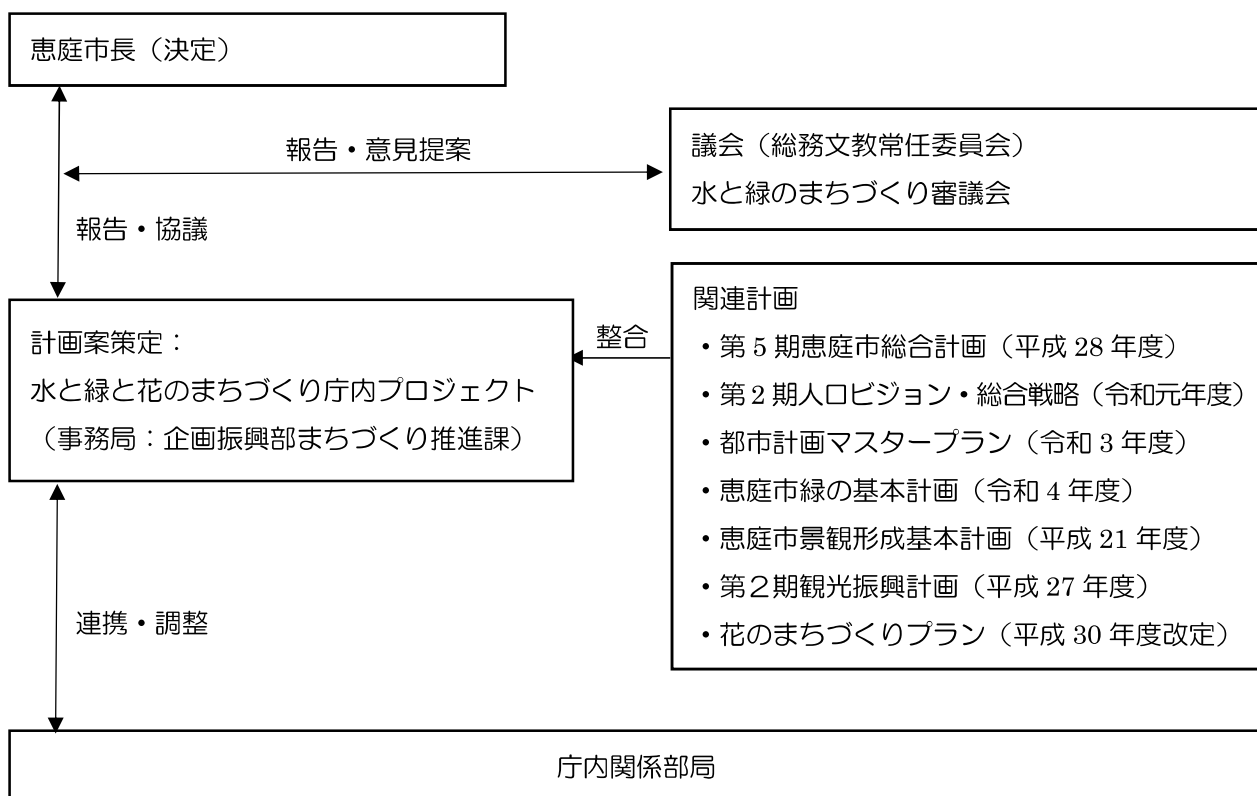 恵庭市長（決定）
報告・意見提案
議会（総務文教常任委員会）
水と緑のまちづくり審議会
報告・協議
計画案策定：
水と緑と花のまちづくり庁内プロジェクト
（事務局：企画振興部まちづくり推進課）
整合
関連計画
・第 5 期恵庭市総合計画（平成 28 年度）
・第 2 期人口ビジョン・総合戦略（令和元年度）
・都市計画マスタープラン（令和 3 年度）
・恵庭市緑の基本計画（令和 4 年度）
・恵庭市景観形成基本計画（平成 21 年度）
・第２期観光振興計画（平成 27 年度）
・花のまちづくりプラン（平成 30 年度改定）
連携・調整
庁内関係部局